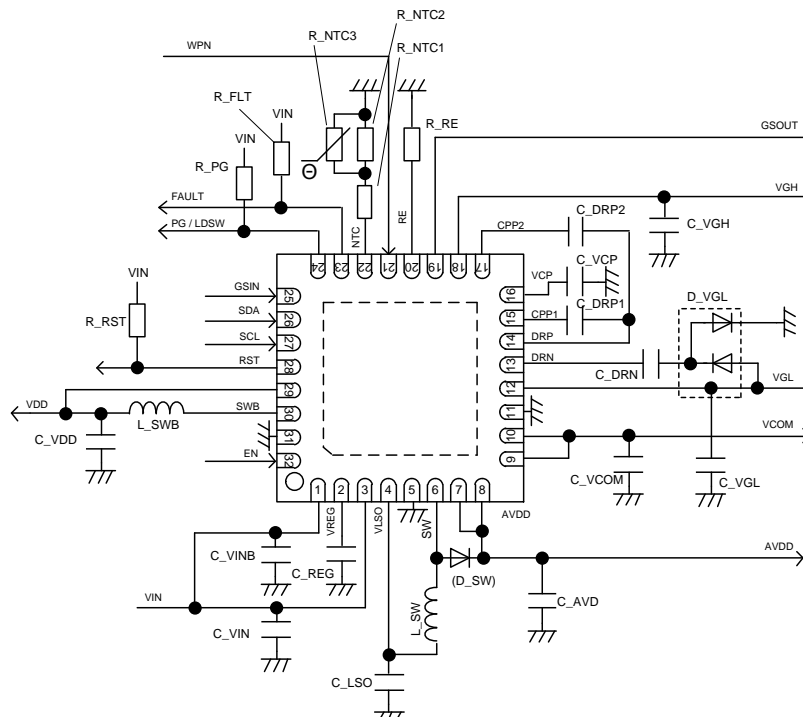 R_NTC2
R_NTC3
R_NTC1
WPN
R_FLT
VIN
VIN
R_PG
R_RE
GSOUT
FAULT
PG / LDSW
NTC
RE
VGH
CPP2
C_DRP2
C_VGH
24
23
22
21
20
19
18
17
VIN
GSIN
25
SDA
26
SCL
27
R_RST
RST
28
29
VDD
SWB
30
L_SWB
C_VDD
31
EN
32
VCP
C_VCP
16
CPP1
C_DRP1
15
DRP
14
DRN
13
D_VGL
C_DRN
12
VGL
11
VCOM
10
9
C_VCOM
C_VGL
1
2
3
4
5
6
7
8
VREG
VLSO
SW
AVDD
C_VINB
C_REG
VIN
C_VIN
(D_SW)
AVDD
C_AVD
L_SW
C_LSO